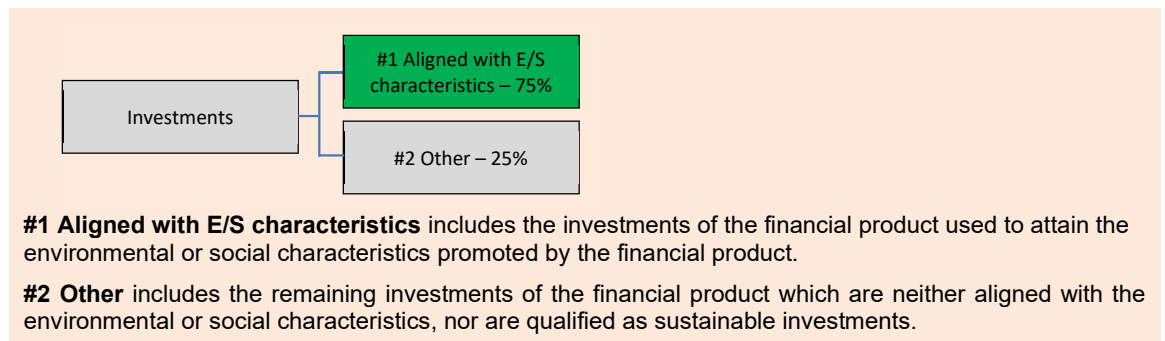 #1 Aligned with E/S
characteristics – 75%
Investments
#2 Other – 25%
#1 Aligned with E/S characteristics includes the investments of the financial product used to attain the
environmental or social characteristics promoted by the financial product.
#2 Other includes the remaining investments of the financial product which are neither aligned with the
environmental or social characteristics, nor are qualified as sustainable investments.